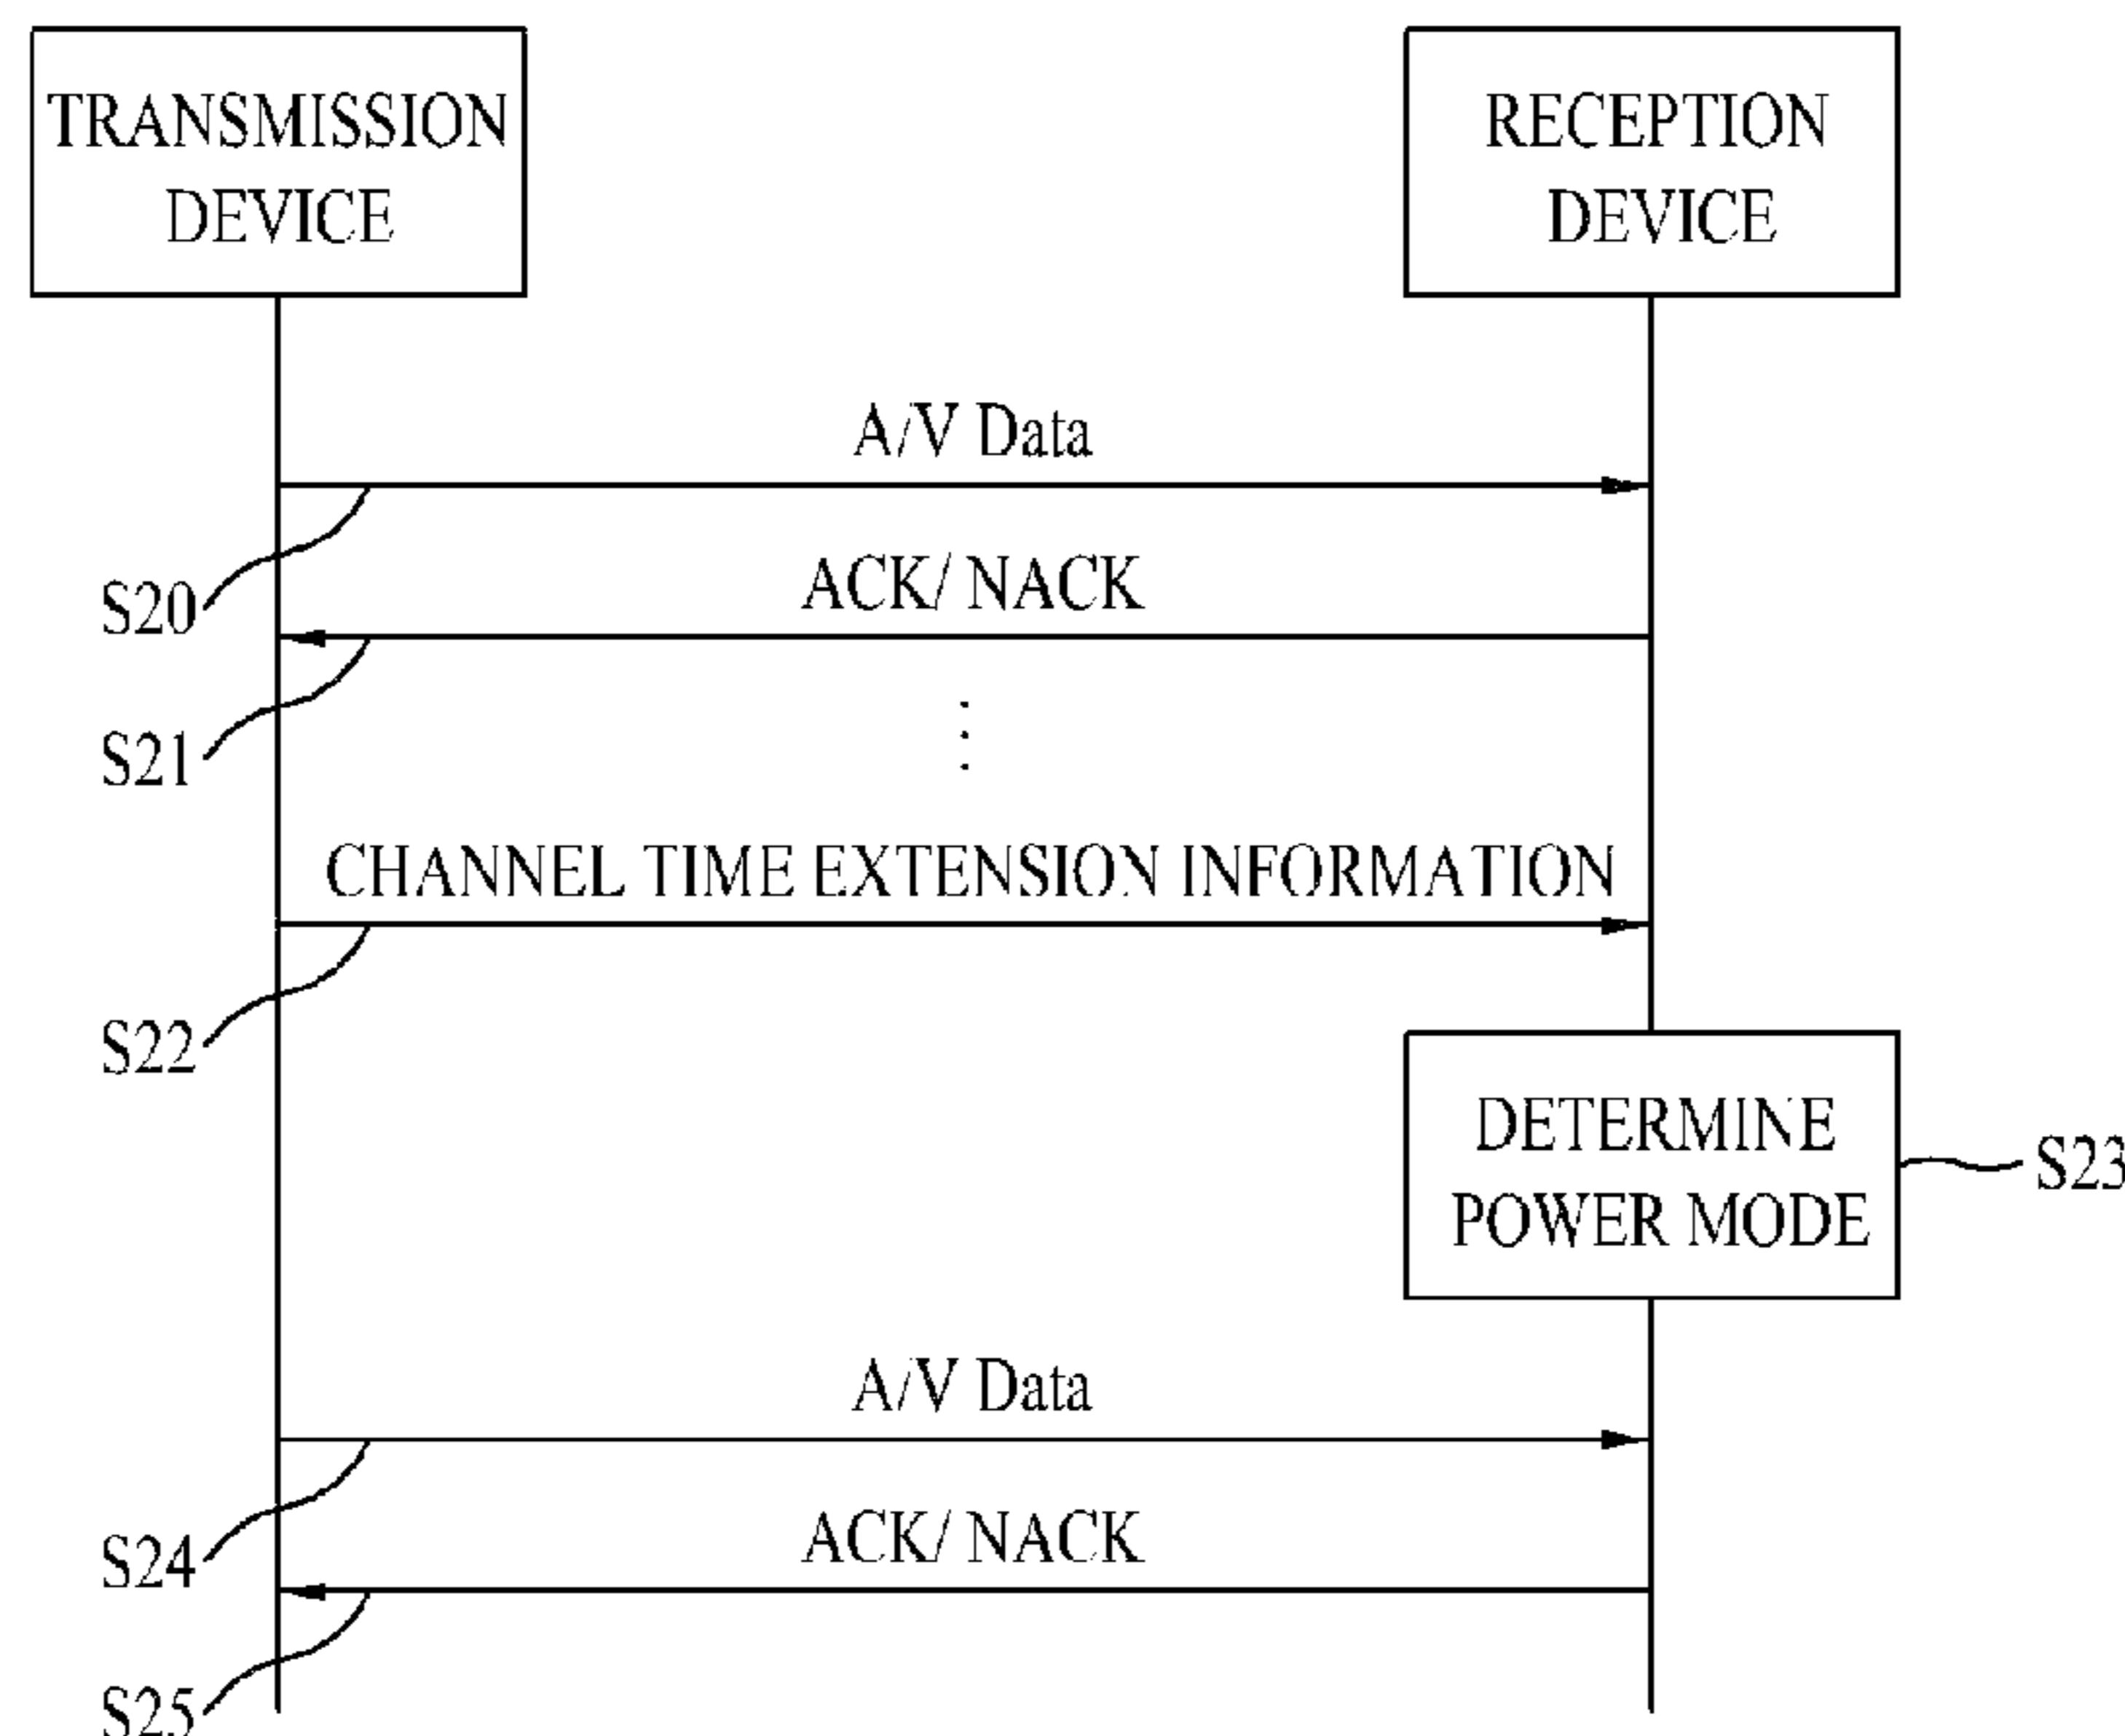 TRANSMISSION
DEVICE
RECEPTION
DEVICE
A/V Data
S20
ACK/ NACK
S21
CHANNEL TIME EXTENSION INFORMATION
S22
DETERMINE
POWER MODE
S23
A/V Data
S24
ACK/ NACK
S25